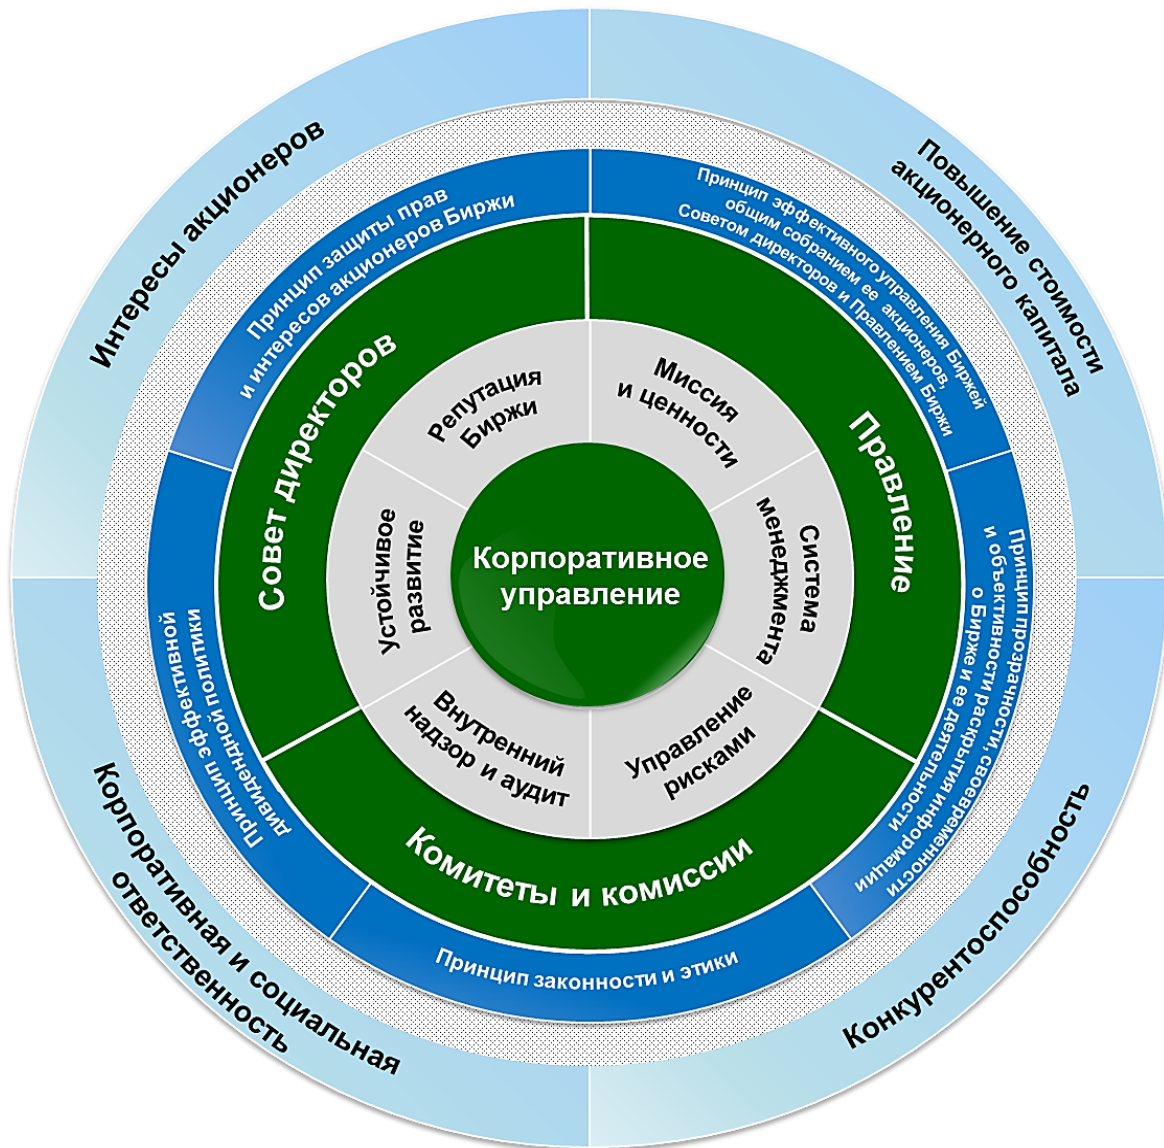 Интересы акционеров
Повышение стоимости
акционерного капитала
Принцип защиты прав
и интересов акционеров Биржи
Принцип эффективного управления Биржей
общим собранием ее акционеров.
Советом директоров и Правлением Биржи
Совет директоров
Правление
Репутация
Биржи
Миссия
и ценности
Устойчивое
развитие
Корпоративное
управление
Система
менеджмента
Внутренний
надзор и аудит
Управление
рисками
Комитеты и комиссии
Принцип эффективной
дивидендной политики
Принцип прозрачности, своевременности
и объективности раскрытия информации
о Бирже и ее деятельности
Принцип законности и этики
Корпоративная и социальная
ответственность
Конкурентоспособность